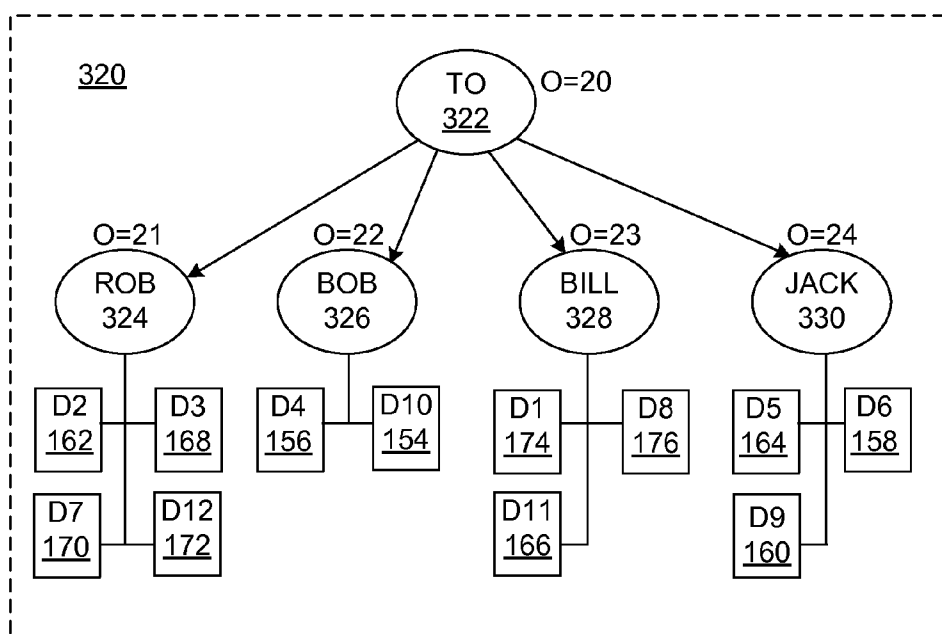 320
TO
322
O=20
O=21
ROB
324
O=22
BOB
326
O=23
BILL
328
O=24
JACK
330
D2
162
D3
168
D7
170
D12
172
D4
156
D10
154
D1
174
D8
176
D11
166
D5
164
D6
158
D9
160